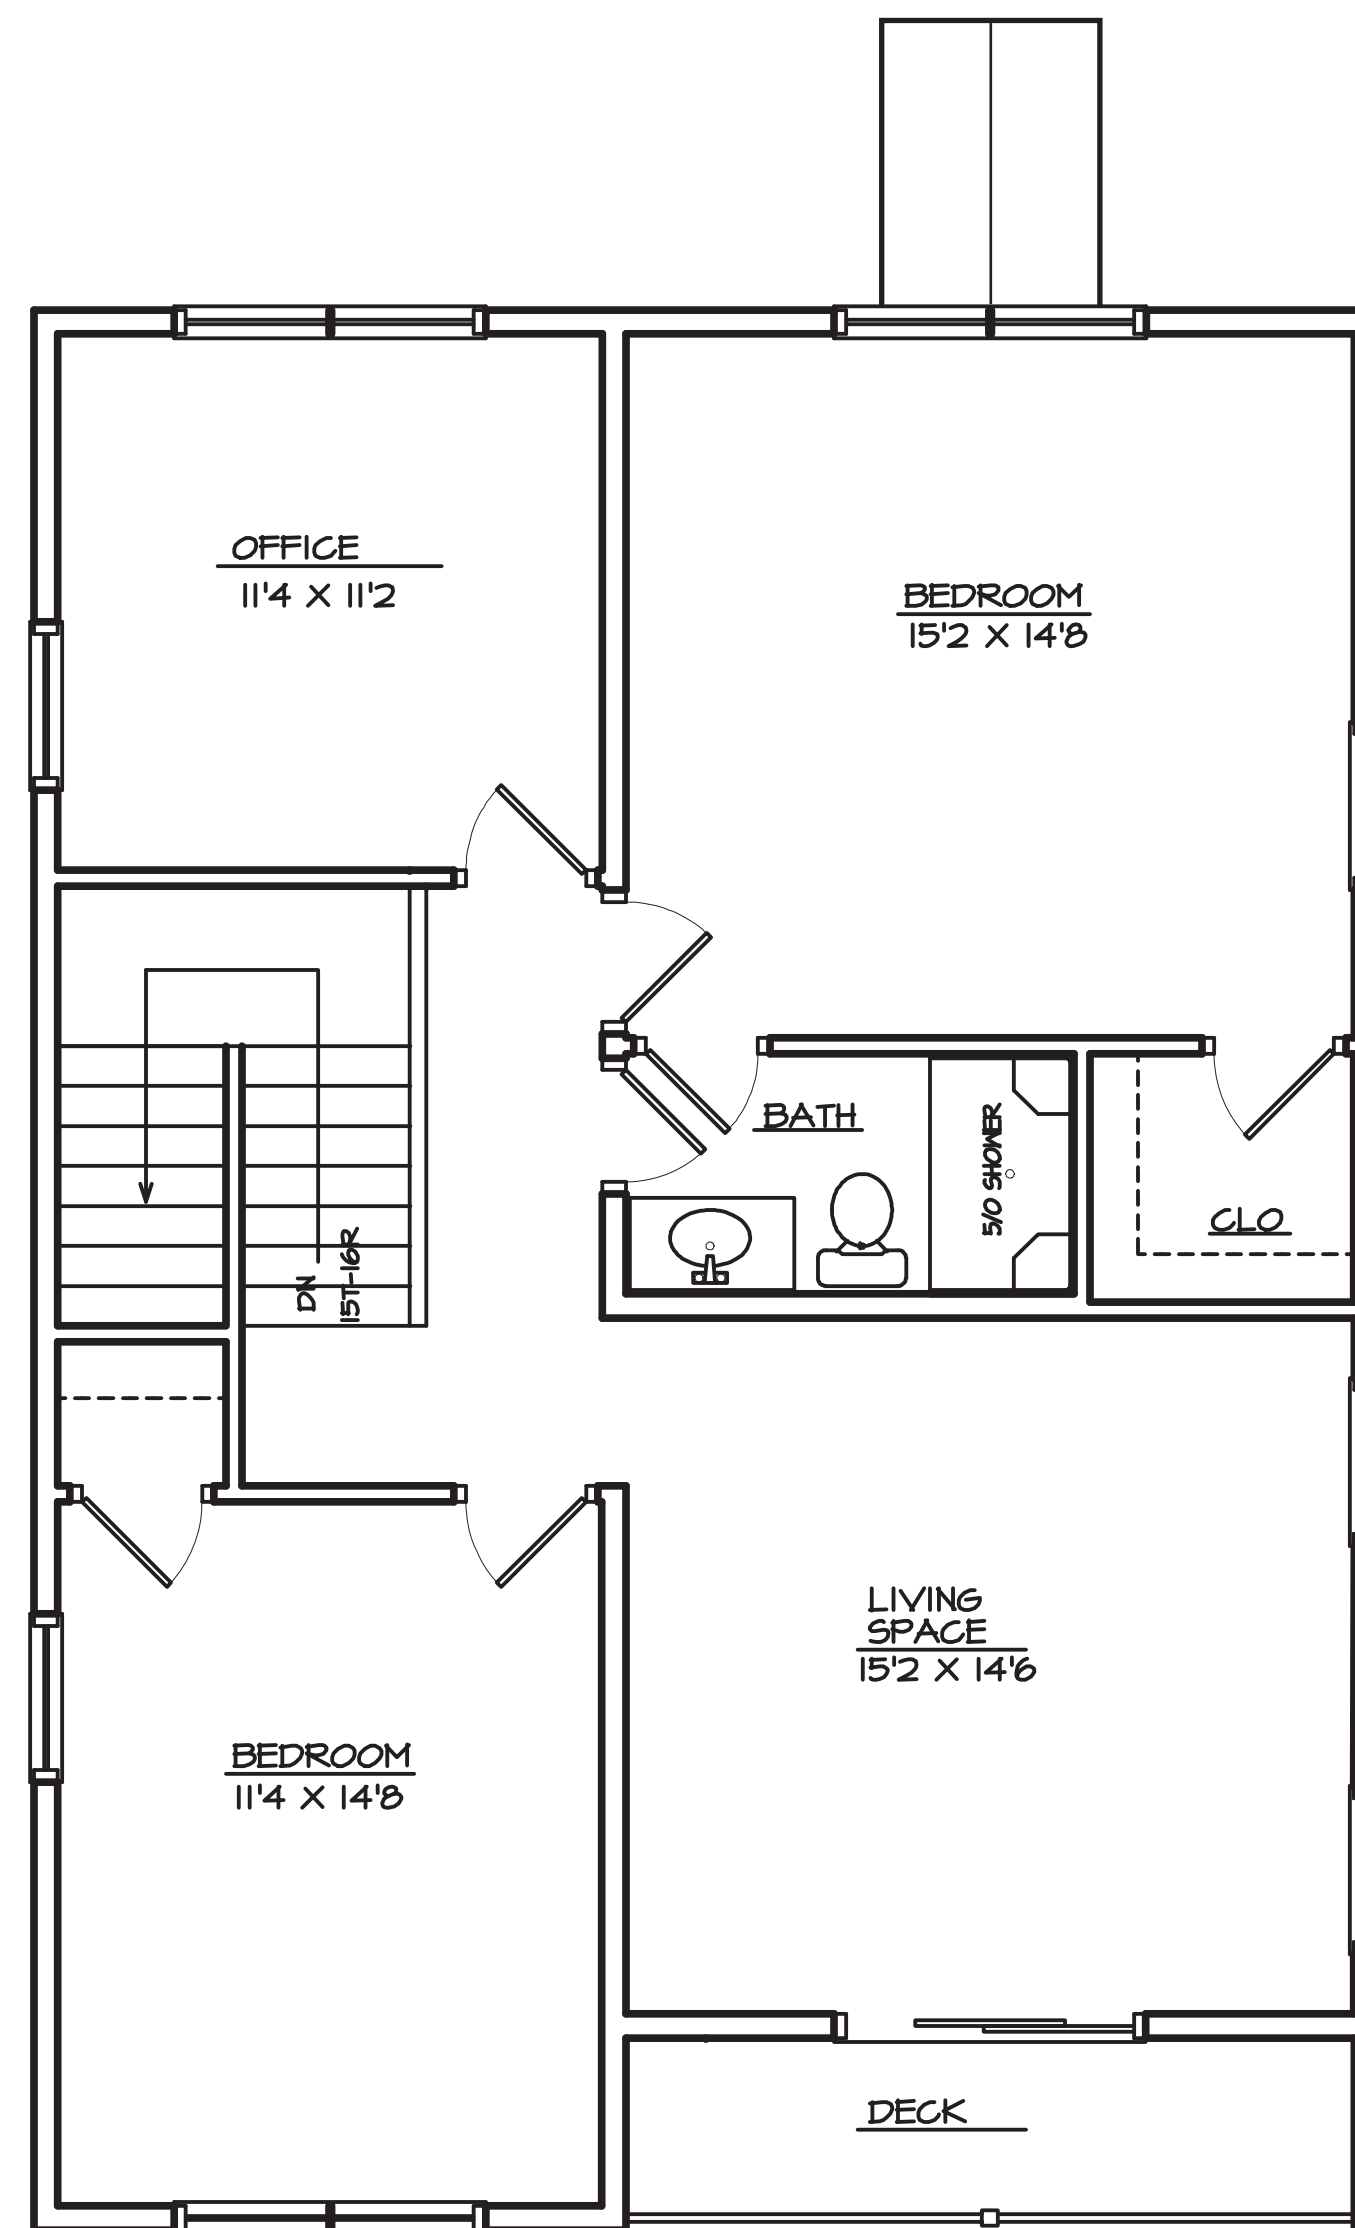 OFFICE
11'4 X 11'2
BEDROOM
15'2 X 14'8
BATH
5/0 SHOWER
CLO
DN
15T-16R
LIVING
SPACE
15'2 X 14'6
BEDROOM
11'4 X 14'8
DECK